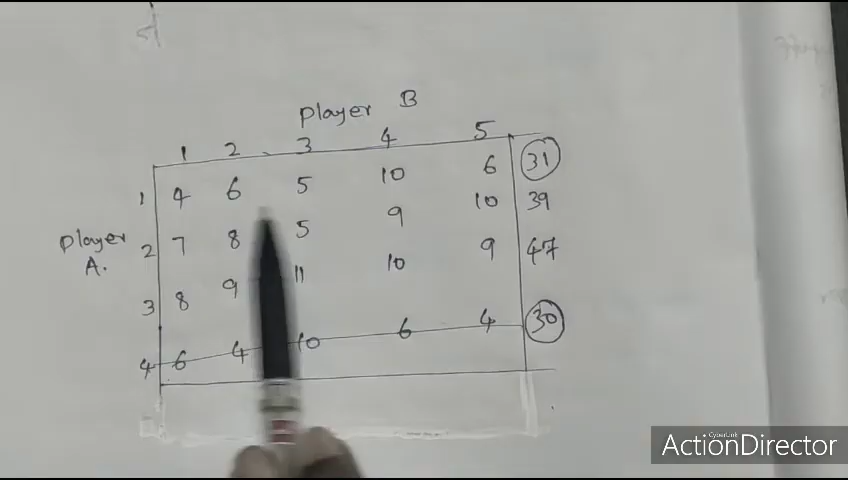 Player B
1 2 3 4 5
1 4 6 5 10 6 31
Player A. 2 7 8 5 9 10 39
3 8 9 11 10 9 47
4 6 4 10 6 4 30
CyberLink
ActionDirector